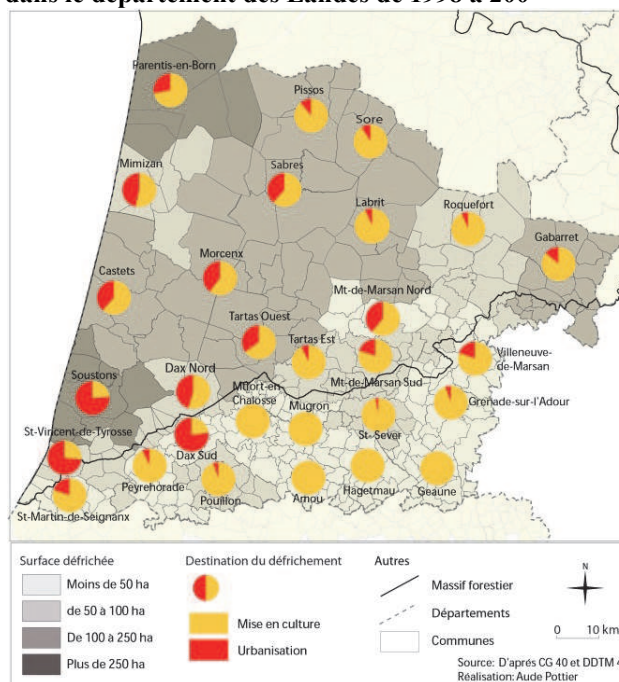 dans le département des Landes de 1998 à 200
Parentis-en-Born
Pissos
Sore
Mimizan
Sabres
Labrit
Roquefort
Gabarret
Castets
Morcenx
Mt-de-Marsan Nord
Tartas Ouest
Tartas Est
Villeneuve-
de-Marsan
Soustons
Dax Nord
Mt-de-Marsan Sud
Grenade-sur-l'Adour
Mugron
St-Vincent-de-Tyrosse
Dax Sud
St-Sever
Peyrehorade
Pouillon
Amou
Hagetmau
Geaune
St-Martin-de-Seignanx
Surface défrichée
Moins de 50 ha
de 50 à 100 ha
De 100 à 250 ha
Plus de 250 ha
Destination du défrichement
Mise en culture
Urbanisation
Autres
Massif forestier
Départements
Communes
N
0 10 km
Source: D'aprés CG 40 et DDTM 4
Réalisation: Aude Pottier